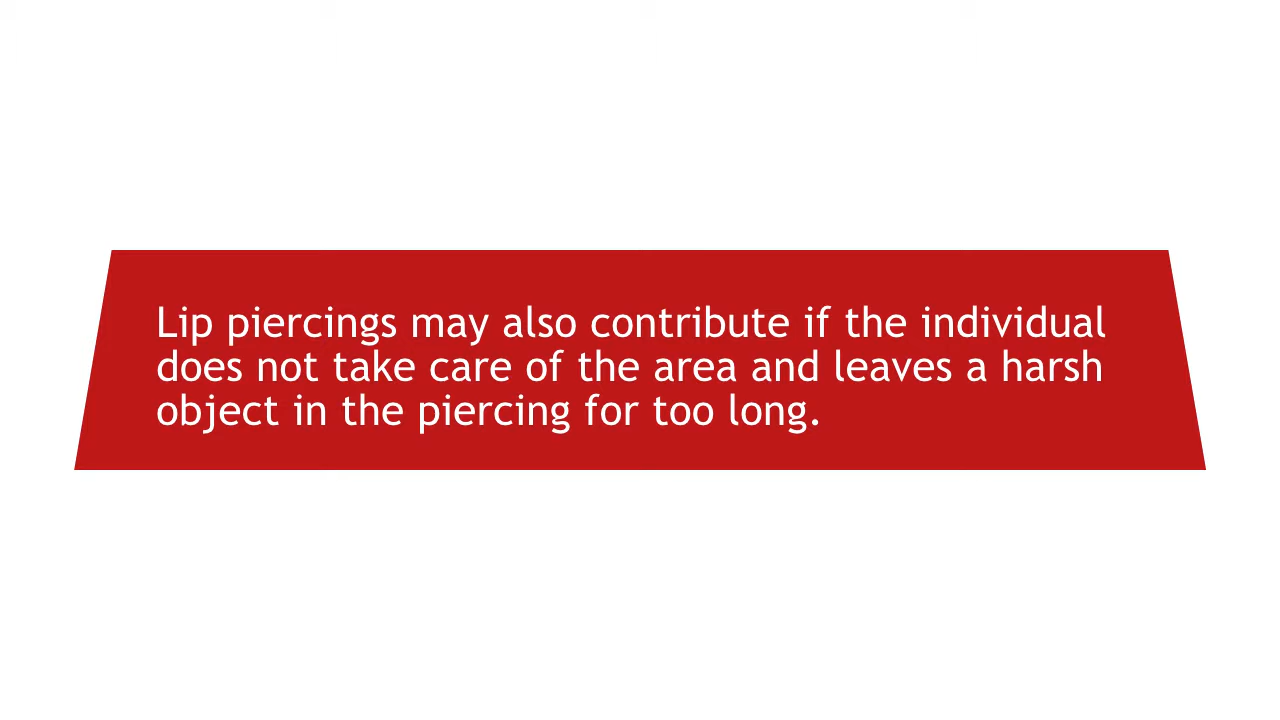 Lip piercings may also contribute if the individual
does not take care of the area and leaves a harsh
object in the piercing for too long.